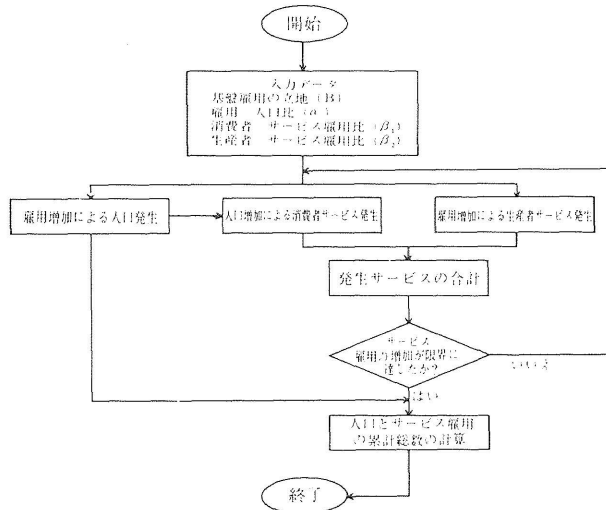 開始
入力データ
基盤雇用の立地(B)
雇用 人口比(α)
消費者 サービス雇用比(β₁)
生産者 サービス雇用比(β₂)
雇用増加による人口発生
人口増加による消費者サービス発生
雇用増加による生産者サービス発生
発生サービスの合計
サービス
雇用の増加が限界に
達したか?
いいえ
はい
人口とサービス雇用
の累計総数の計算
終了